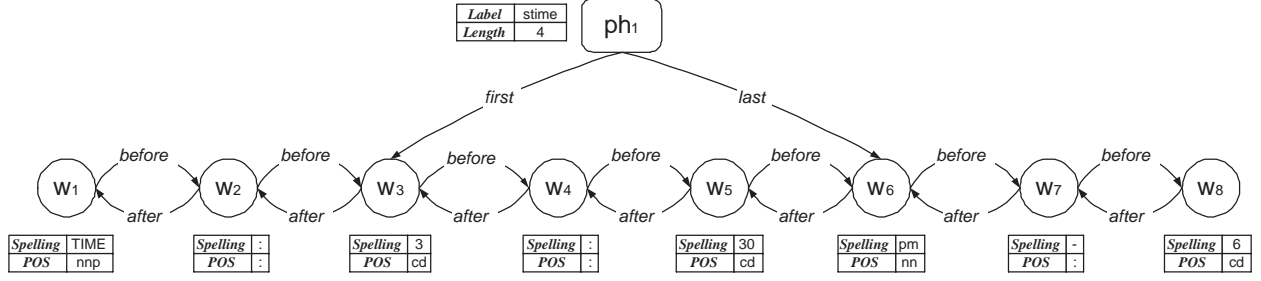 Label stime
Length 4
ph1
first last
before before before before before before before
W1 W2 W3 W4 W5 W6 W7 W8
after after after after after after after
Spelling TIME Spelling : Spelling 3 Spelling : Spelling 30 Spelling pm Spelling - Spelling 6
POS nnp POS : POS cd POS : POS cd POS nn POS : POS cd